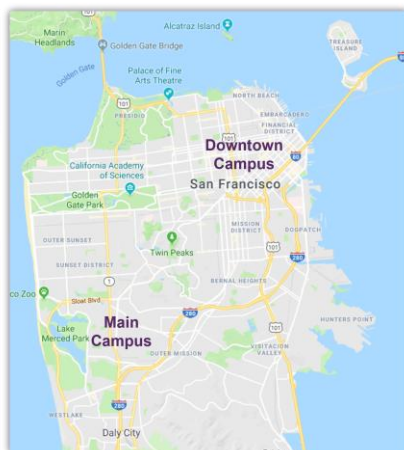 Alcatraz Island
Marin
Headlands
Golden Gate Bridge
TREASURE
ISLAND
Golden Gate
Palace of Fine
Arts Theatre
NORTH BEACH
101
PRESIDIO
EMBARCADERO
FINANCIAL
DISTRICT
Downtown
Campus
80
California Academy
of Sciences
San Francisco
Golden
Gate Park
101
MISSION
DISTRICT
DOGPATCH
OUTER SUNSET
Twin Peaks
101
280
SUNSET DISTRICT
1
BERNAL HEIGHTS
co Zoo
Sloat Blvd
280
Main
Campus
HUNTERS POINT
Lake
Merced Park
101
OUTER MISSION
VISITACION
VALLEY
280
WESTLAKE
Daly City